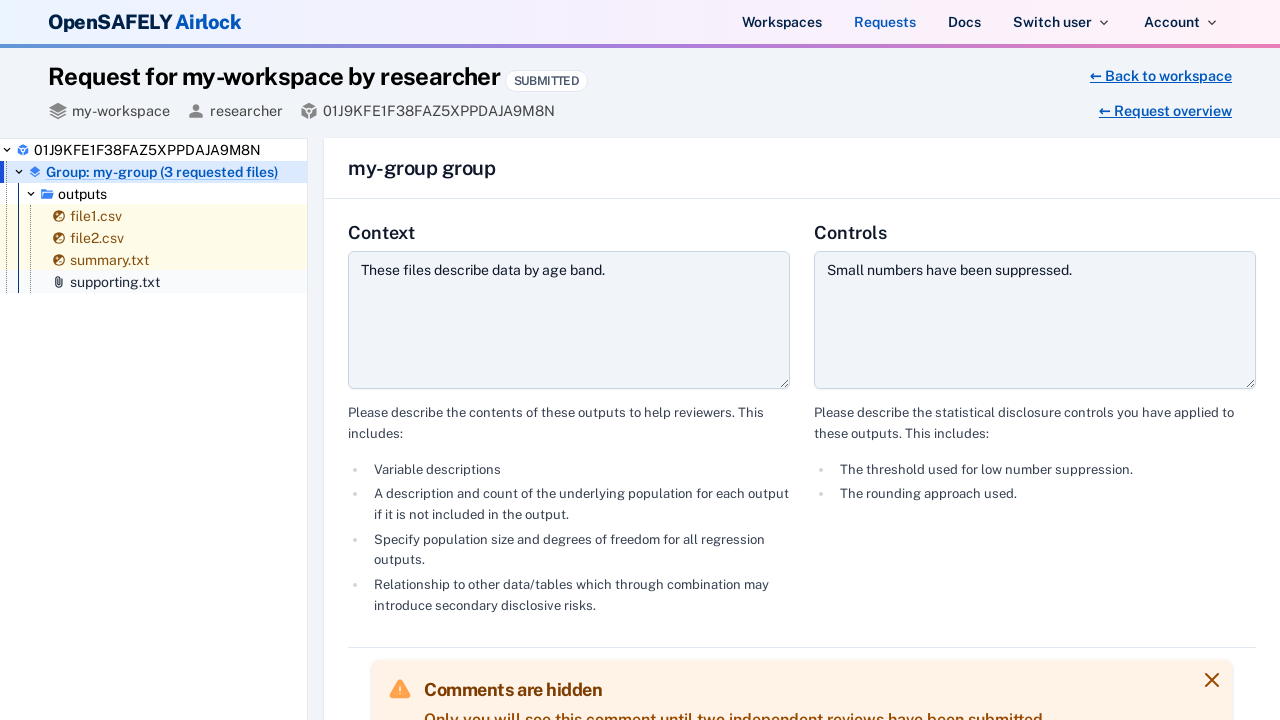 OpenSAFELY Airlock
Workspaces
Requests
Docs
Switch user
Account
Request for my-workspace by researcher
SUBMITTED
← Back to workspace
my-workspace
researcher
01J9KFE1F38FAZ5XPPDAJA9M8N
← Request overview
01J9KFE1F38FAZ5XPPDAJA9M8N
Group: my-group (3 requested files)
outputs
file1.csv
file2.csv
summary.txt
supporting.txt
my-group group
Context
These files describe data by age band.
Please describe the contents of these outputs to help reviewers. This
includes:
Variable descriptions
A description and count of the underlying population for each output
if it is not included in the output.
Specify population size and degrees of freedom for all regression
outputs.
Relationship to other data/tables which through combination may
introduce secondary disclosive risks.
Controls
Small numbers have been suppressed.
Please describe the statistical disclosure controls you have applied to
these outputs. This includes:
The threshold used for low number suppression.
The rounding approach used.
Comments are hidden
Only you will see this comment until two independent reviews have been submitted